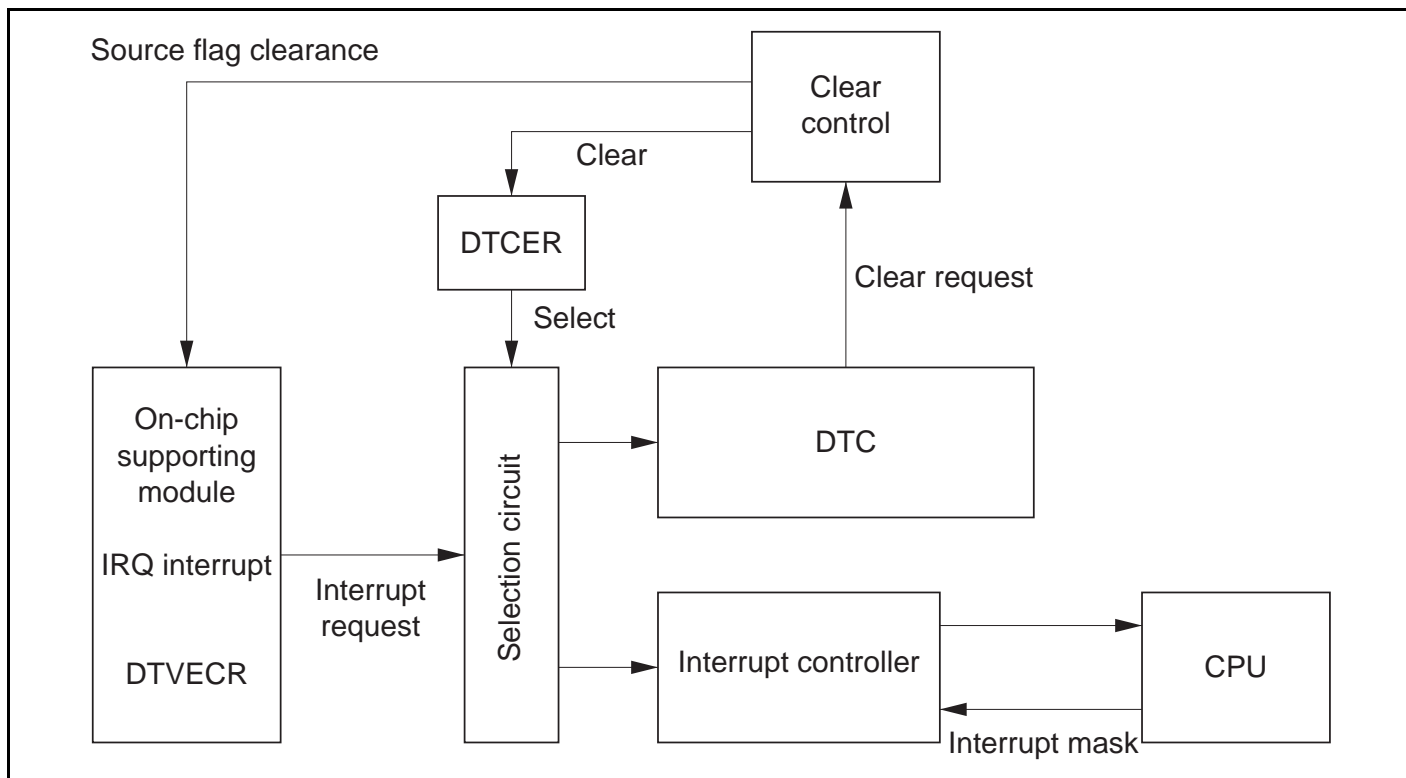 Source flag clearance
Clear
control
Clear
DTCER
Clear request
Select
On-chip
supporting
module
DTC
Selection circuit
IRQ interrupt
Interrupt
request
Interrupt controller
CPU
DTVECR
Interrupt mask